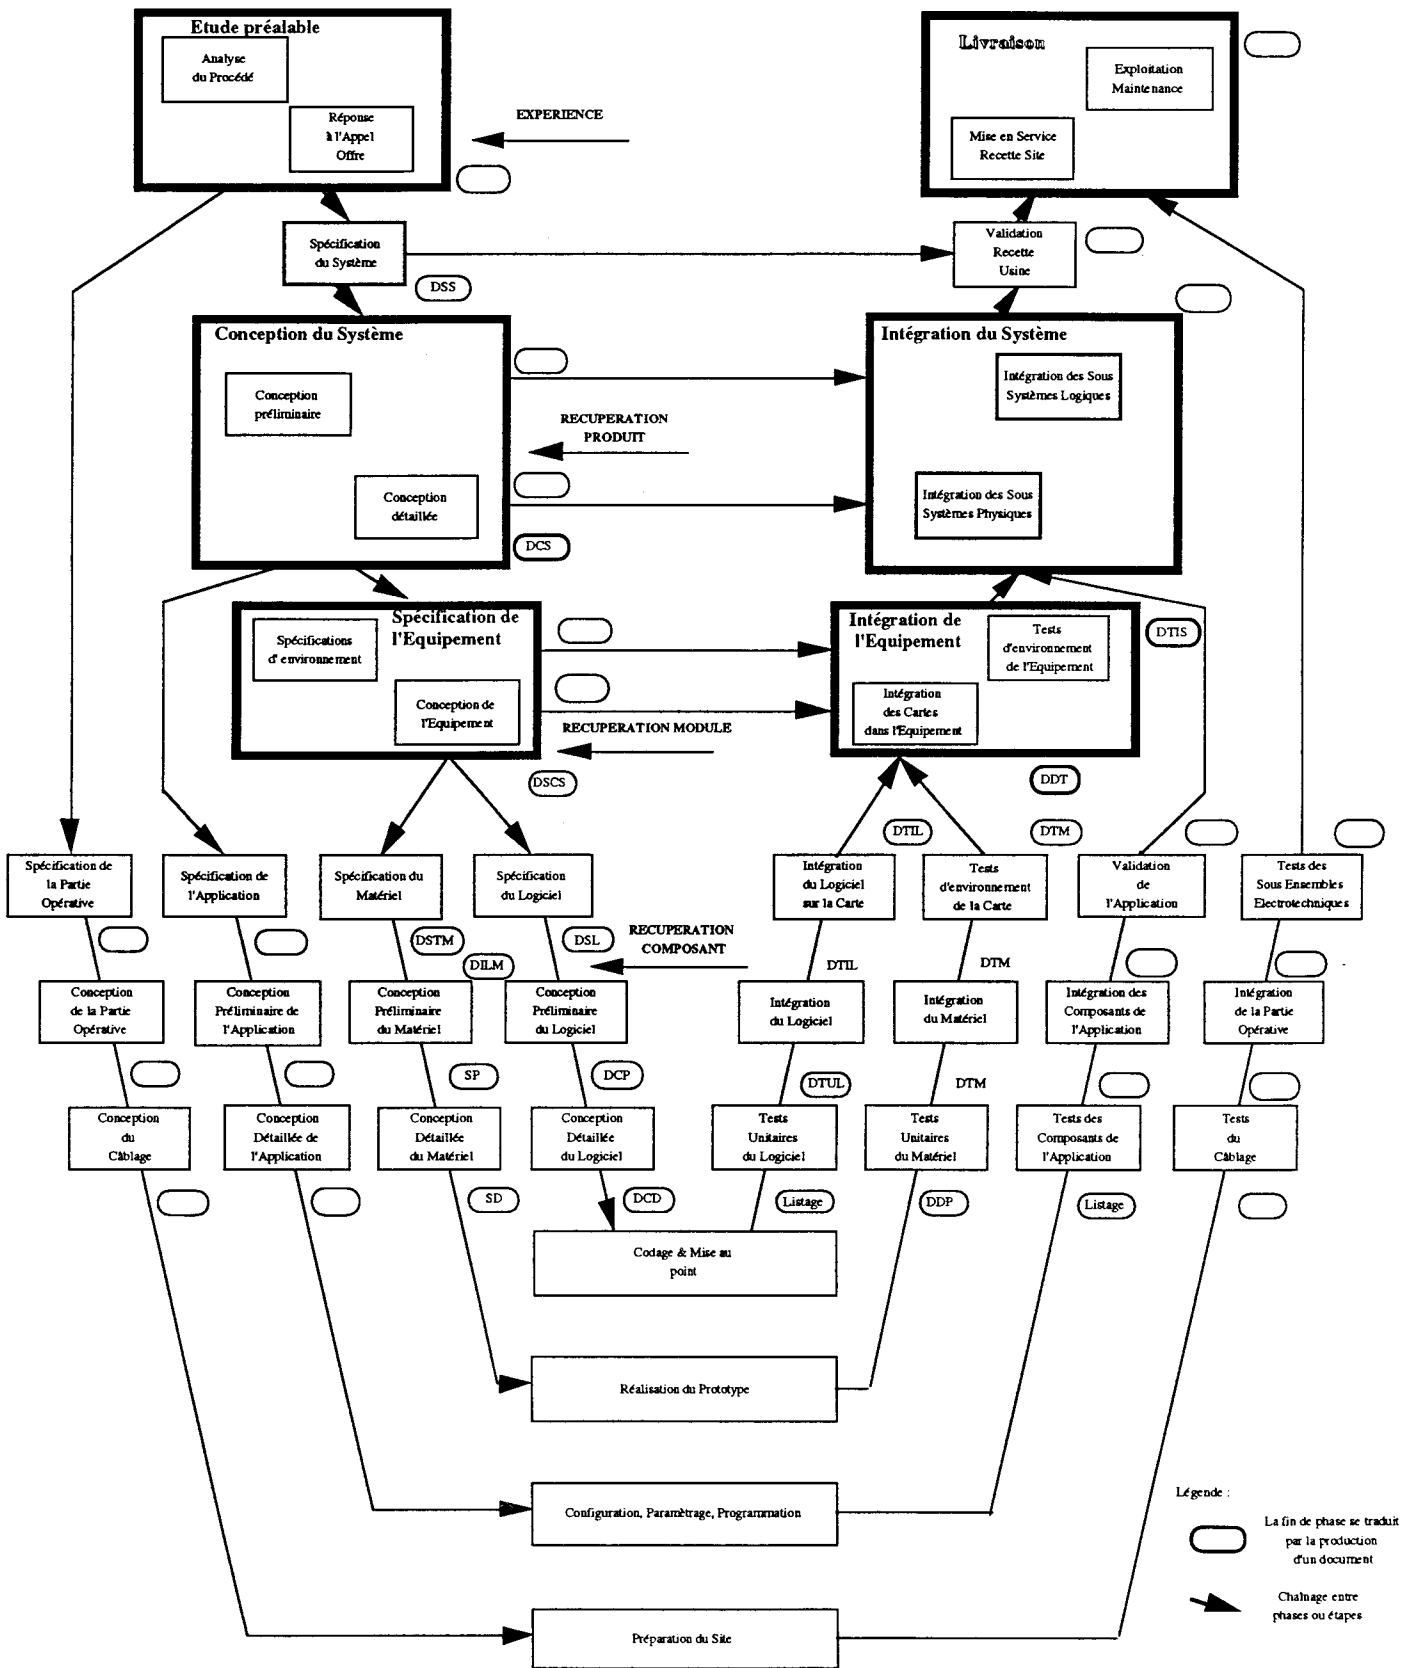 Etude préalable
Analyse
du Procédé
Réponse
à l'Appel
Offre
EXPERIENCE
Livraison
Exploitation
Maintenance
Mise en Service
Recette Site
Spécification
du Système
DSS
Validation
Recette
Usine
Conception du Système
Conception
préliminaire
Conception
détaillée
RECUPERATION
PRODUIT
DCS
Intégration du Système
Intégration des Sous
Systèmes Logiques
Intégration des Sous
Systèmes Physiques
Spécification de
l'Equipement
Spécifications
d'environnement
Conception de
l'Equipement
RECUPERATION MODULE
DSCS
Intégration de
l'Equipement
Tests
d'environnement
de l'Equipement
Intégration
des Cartes
dans l'Equipement
DTIS
DDT
DTIL
DTM
Spécification de
la Partie
Opérative
Spécification de
l'Application
Spécification du
Matériel
Spécification
du Logiciel
Intégration
du Logiciel
sur la Carte
Tests
d'environnement
de la Carte
Validation
de
l'Application
Tests des
Sous Ensembles
Electrotechniques
DSTM
DILM
DSL
RECUPERATION
COMPOSANT
DTIL
DTM
Conception
de la Partie
Opérative
Conception
Préliminaire de
l'Application
Conception
Préliminaire
du Matériel
Conception
Préliminaire
du Logiciel
Intégration
du Logiciel
Intégration
du Matériel
Intégration des
Composants de
l'Application
Intégration
de la Partie
Opérative
SP
DCP
DTUL
DTM
Conception
du
Câblage
Conception
Détaillée de
l'Application
Conception
Détaillée
du Matériel
Conception
Détaillée
du Logiciel
Tests
Unitaires
du Logiciel
Tests
Unitaires
du Matériel
Tests des
Composants de
l'Application
Tests
du
Câblage
SD
DCD
Listage
DDP
Listage
Codage & Mise au
point
Réalisation du Prototype
Configuration, Paramètrage, Programmation
Préparation du Site
Légende :
La fin de phase se traduit
par la production
d'un document
Chaînage entre
phases ou étapes